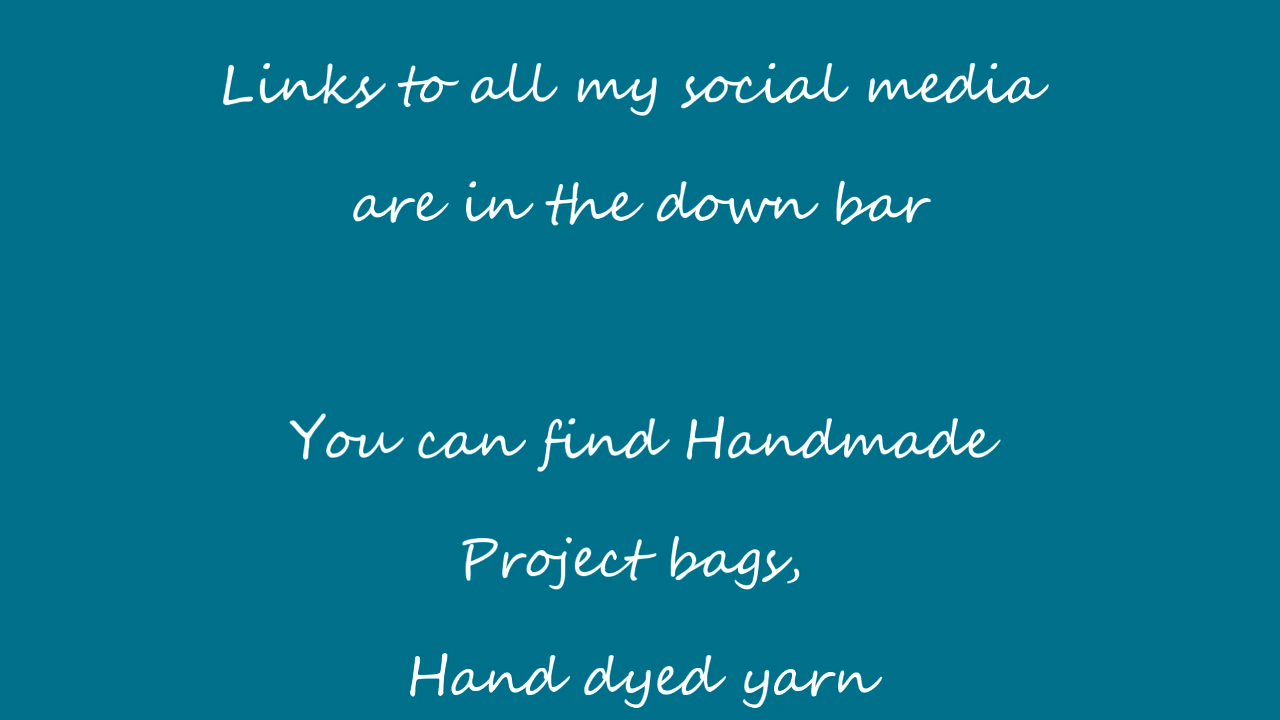 Links to all my social media
are in the down bar
You can find Handmade
Project bags,
Hand dyed yarn